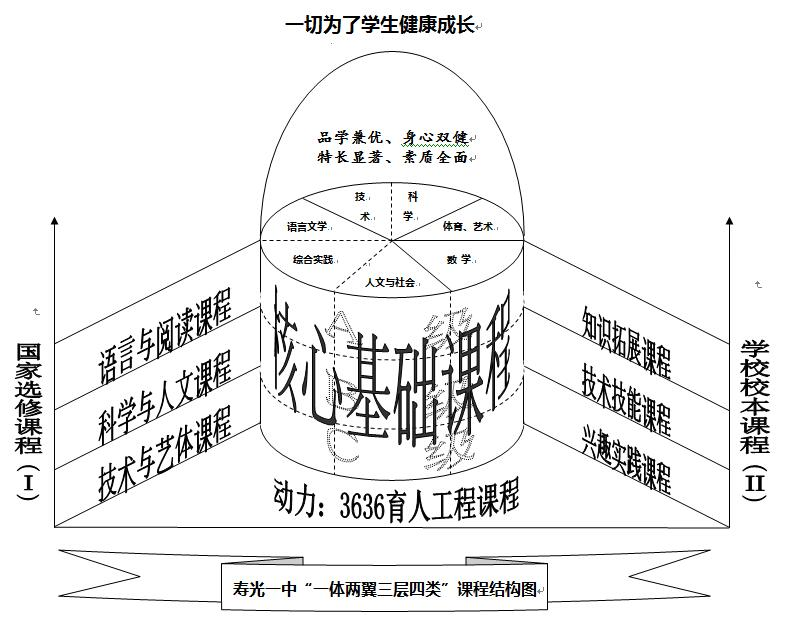 一切为了学生健康成长
品学兼优、身心双健
特长显著、素质全面
技术
科学
语言文学
体育、艺术
综合实践
数学
人文与社会
核心基础课程
A级
B级
C级
语言与阅读课程
科学与人文课程
技术与艺体课程
国家选修课程(I)
知识拓展课程
技术技能课程
兴趣实践课程
学校校本课程(II)
动力：3636育人工程课程
寿光一中“一体两翼三层四类”课程结构图